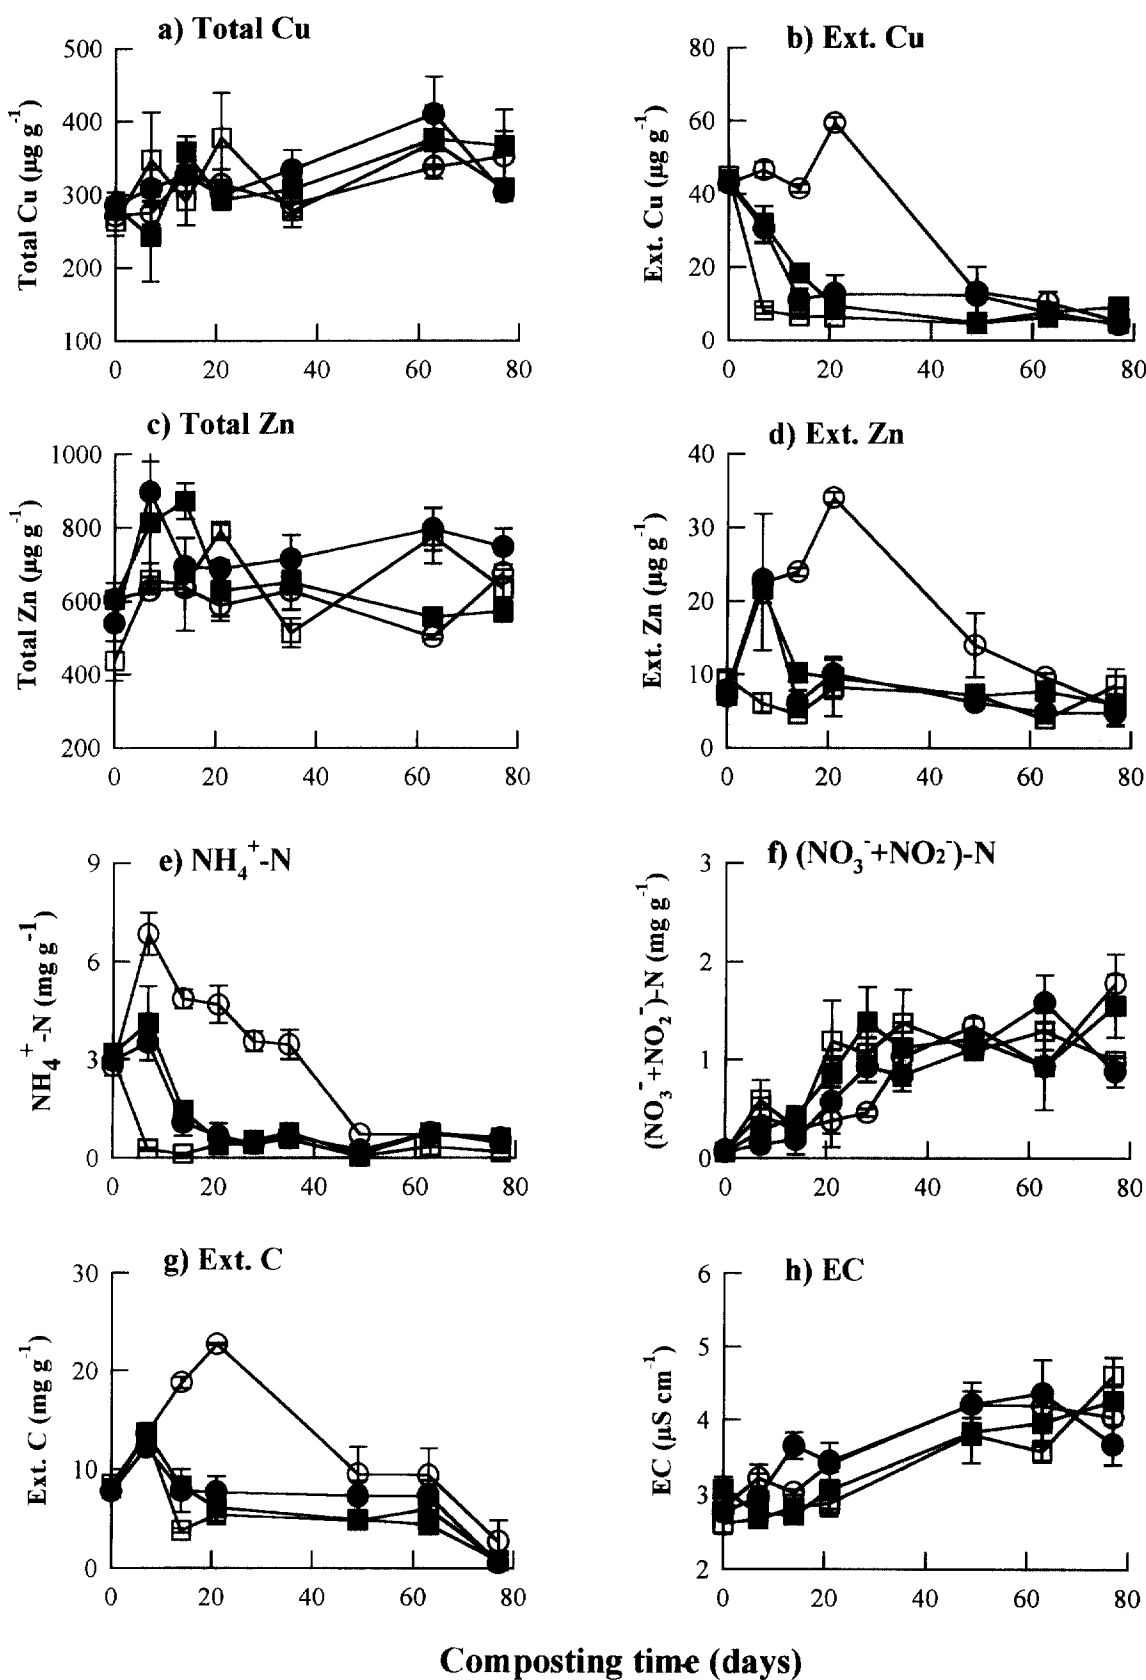 a) Total Cu
Total Cu (µg g⁻¹)
500
400
300
200
100
0 20 40 60 80
b) Ext. Cu
Ext. Cu (µg g⁻¹)
80
60
40
20
0
0 20 40 60 80
c) Total Zn
Total Zn (µg g⁻¹)
1000
800
600
400
200
0 20 40 60 80
d) Ext. Zn
Ext. Zn (µg g⁻¹)
40
30
20
10
0
0 20 40 60 80
e) NH₄⁺-N
NH₄⁺-N (mg g⁻¹)
9
6
3
0
0 20 40 60 80
f) (NO₃⁻+NO₂⁻)-N
(NO₃⁻+NO₂⁻)-N (mg g⁻¹)
3
2
1
0
0 20 40 60 80
g) Ext. C
Ext. C (mg g⁻¹)
30
20
10
0
0 20 40 60 80
h) EC
EC (µS cm⁻¹)
6
5
4
3
2
0 20 40 60 80
Composting time (days)